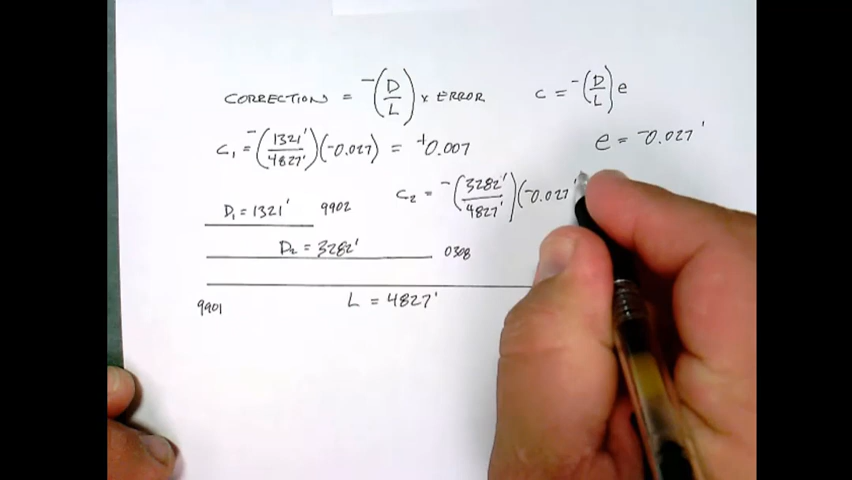 CORRECTION = -(D/L) x ERROR C = -(D/L) e
C₁ = -(1321'/4827')(-0.027) = +0.007 e = -0.027'
C₂ = -(3282'/4827')(-0.027'
D₁ = 1321' 9902
D₂ = 3282' 0308
9901 L = 4827'